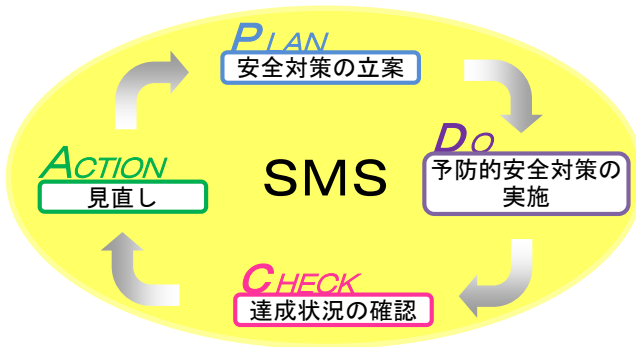 PLAN
安全対策の立案
DO
予防的安全対策の
実施
SMS
ACTION
見直し
CHECK
達成状況の確認